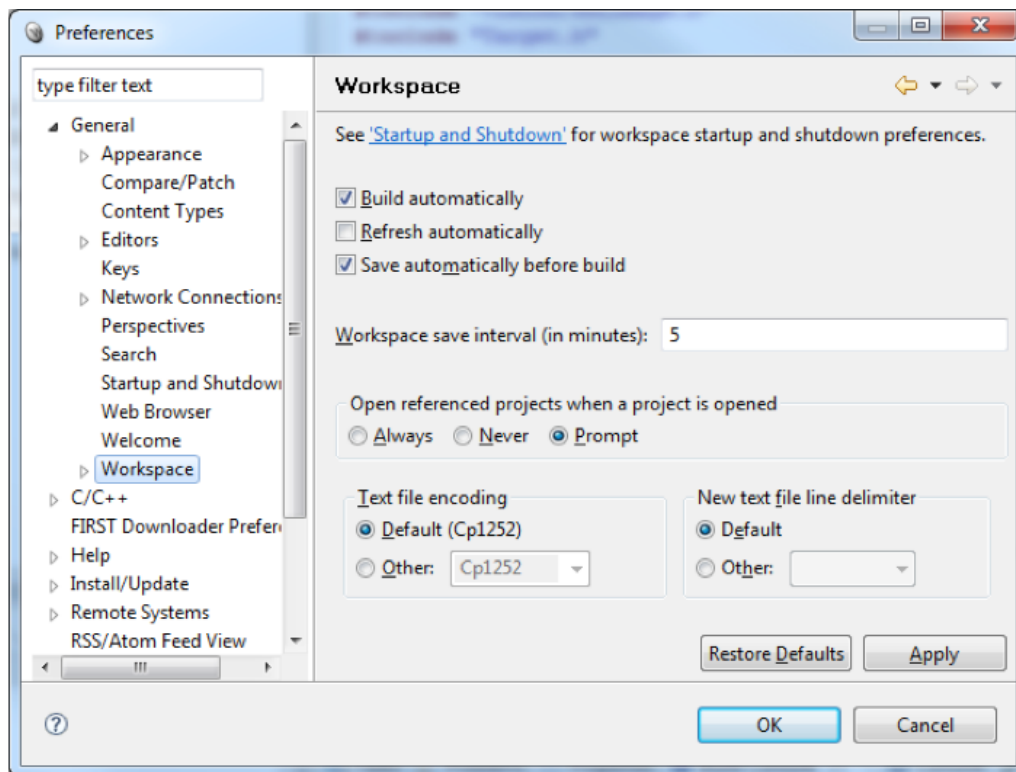 Preferences
type filter text
General
Appearance
Compare/Patch
Content Types
Editors
Keys
Network Connections
Perspectives
Search
Startup and Shutdow
Web Browser
Welcome
Workspace
C/C++
FIRST Downloader Prefer
Help
Install/Update
Remote Systems
RSS/Atom Feed View
Workspace
See 'Startup and Shutdown' for workspace startup and shutdown preferences.
Build automatically
Refresh automatically
Save automatically before build
Workspace save interval (in minutes): 5
Open referenced projects when a project is opened
Always Never Prompt
Text file encoding
Default (Cp1252)
Other: Cp1252
New text file line delimiter
Default
Other:
Restore Defaults Apply
OK Cancel